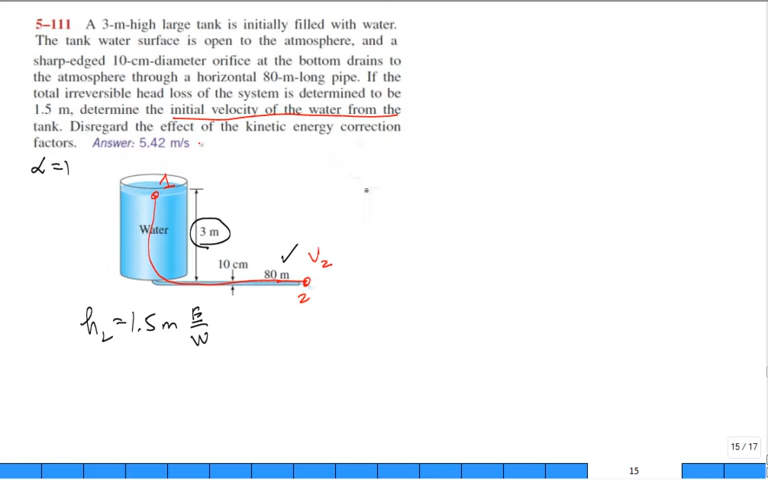 5–111 A 3-m-high large tank is initially filled with water.
The tank water surface is open to the atmosphere, and a
sharp-edged 10-cm-diameter orifice at the bottom drains to
the atmosphere through a horizontal 80-m-long pipe. If the
total irreversible head loss of the system is determined to be
1.5 m, determine the initial velocity of the water from the
tank. Disregard the effect of the kinetic energy correction
factors. Answer: 5.42 m/s
α=1
1
Water
3 m
10 cm
80 m
V2
2
hL=1.5m E/W
15 / 17
15